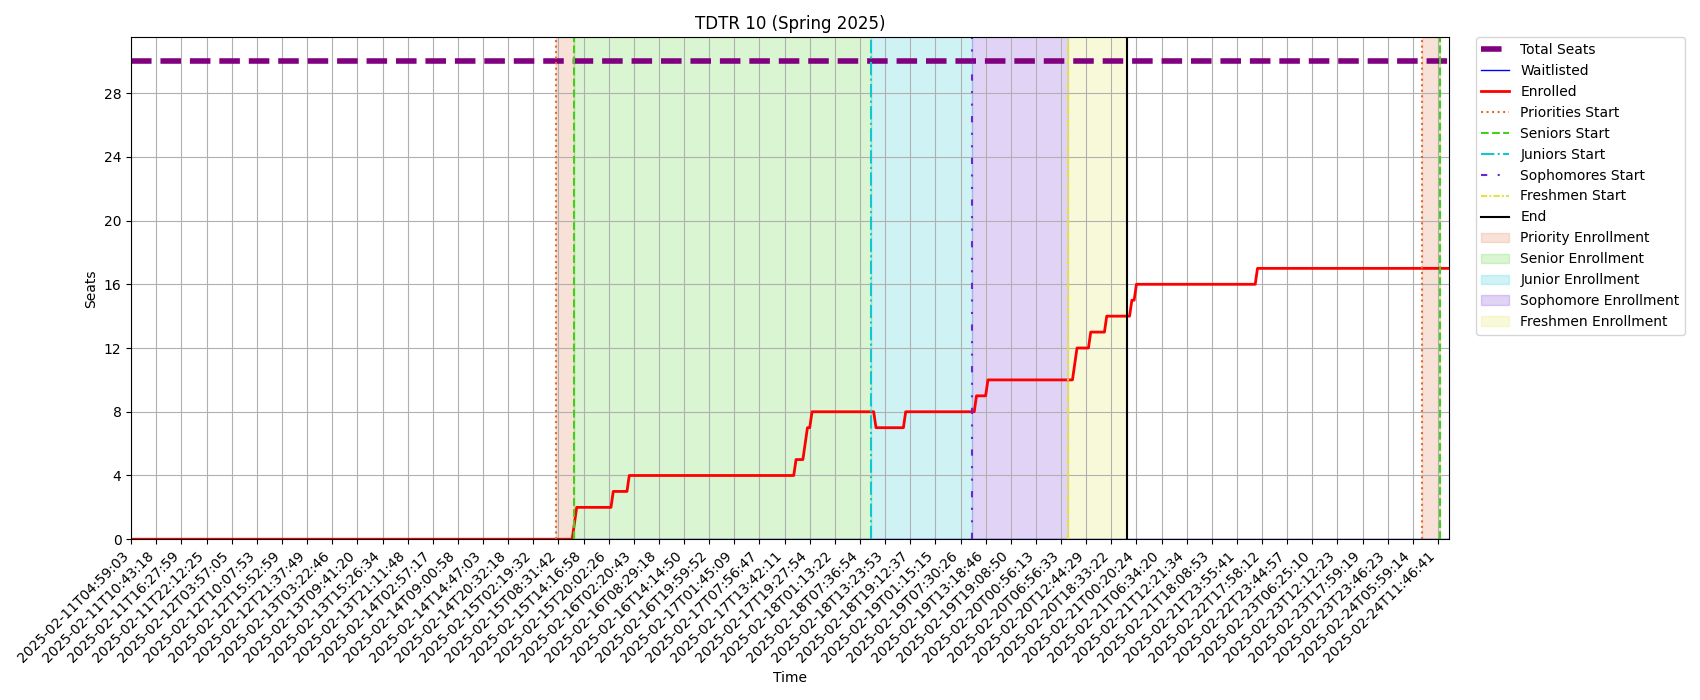 TDTR 10 (Spring 2025)
Total Seats
Waitlisted
Enrolled
Priorities Start
Seniors Start
Juniors Start
Sophomores Start
Freshmen Start
End
Priority Enrollment
Senior Enrollment
Junior Enrollment
Sophomore Enrollment
Freshmen Enrollment
Seats
28
24
20
16
12
8
4
0
2025-02-11T04:59:03
2025-02-11T10:43:18
2025-02-11T16:27:59
2025-02-11T22:12:25
2025-02-12T03:57:05
2025-02-12T10:07:53
2025-02-12T15:52:59
2025-02-12T21:37:49
2025-02-13T03:22:46
2025-02-13T09:41:20
2025-02-13T15:26:34
2025-02-13T21:11:48
2025-02-14T02:57:17
2025-02-14T09:00:58
2025-02-14T14:47:03
2025-02-14T20:32:18
2025-02-15T02:19:32
2025-02-15T08:31:42
2025-02-15T14:16:58
2025-02-15T20:02:26
2025-02-16T02:20:43
2025-02-16T08:29:18
2025-02-16T14:14:50
2025-02-16T19:59:52
2025-02-17T01:45:09
2025-02-17T07:56:47
2025-02-17T13:42:11
2025-02-17T19:27:54
2025-02-18T01:13:22
2025-02-18T07:36:54
2025-02-18T13:23:53
2025-02-18T19:12:37
2025-02-19T01:15:15
2025-02-19T07:30:26
2025-02-19T13:18:46
2025-02-19T19:08:50
2025-02-20T00:56:13
2025-02-20T06:56:33
2025-02-20T12:44:29
2025-02-20T18:33:22
2025-02-21T00:20:24
2025-02-21T06:34:20
2025-02-21T12:21:34
2025-02-21T18:08:53
2025-02-21T23:55:41
2025-02-22T17:58:12
2025-02-22T23:44:57
2025-02-23T06:25:10
2025-02-23T12:12:23
2025-02-23T17:59:19
2025-02-23T23:46:23
2025-02-24T05:59:14
2025-02-24T11:46:41
Time